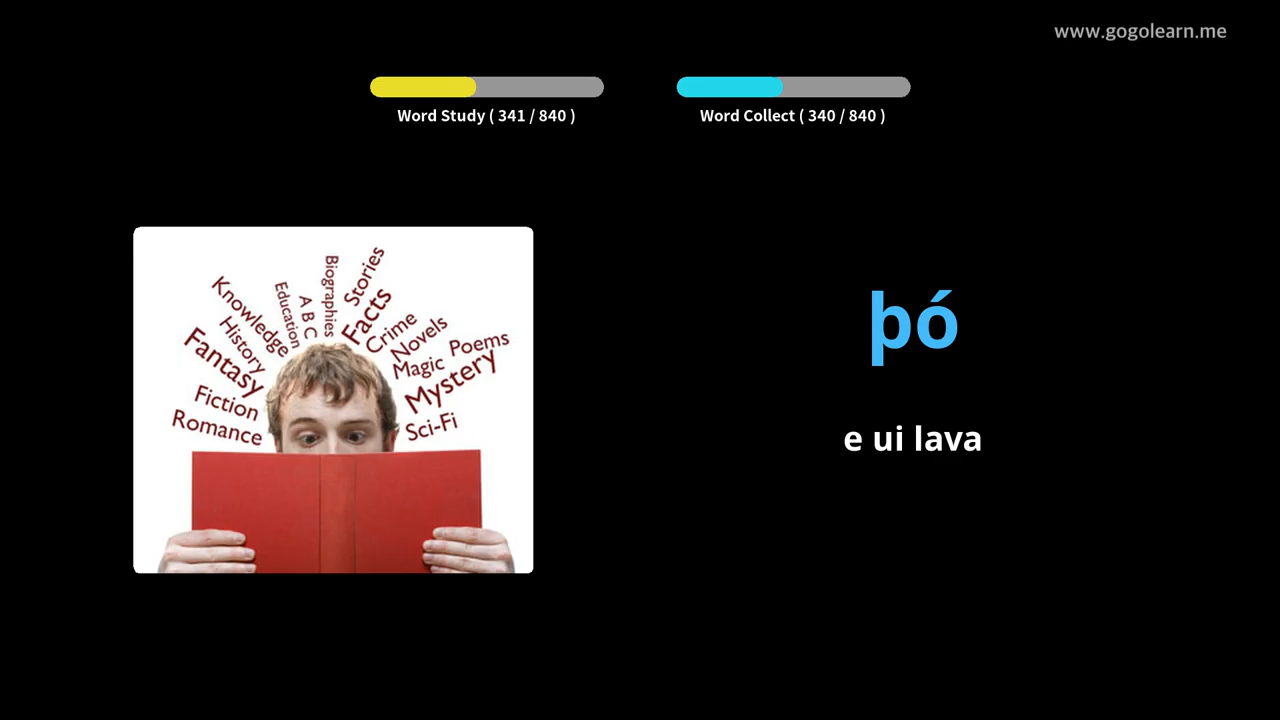 www.gogolearn.me
Word Study ( 341 / 840 )
Word Collect ( 340 / 840 )
Biographies
Stories
Education
A B C
Facts
Knowledge
Crime
History
Novels
Fantasy
Magic
Poems
Mystery
Fiction
Romance
Sci-Fi
þó
e ui lava